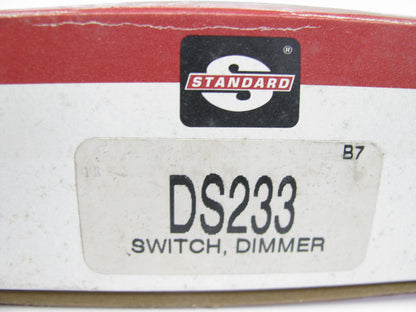 STANDARD ®
B7
DS233
SWITCH, DIMMER